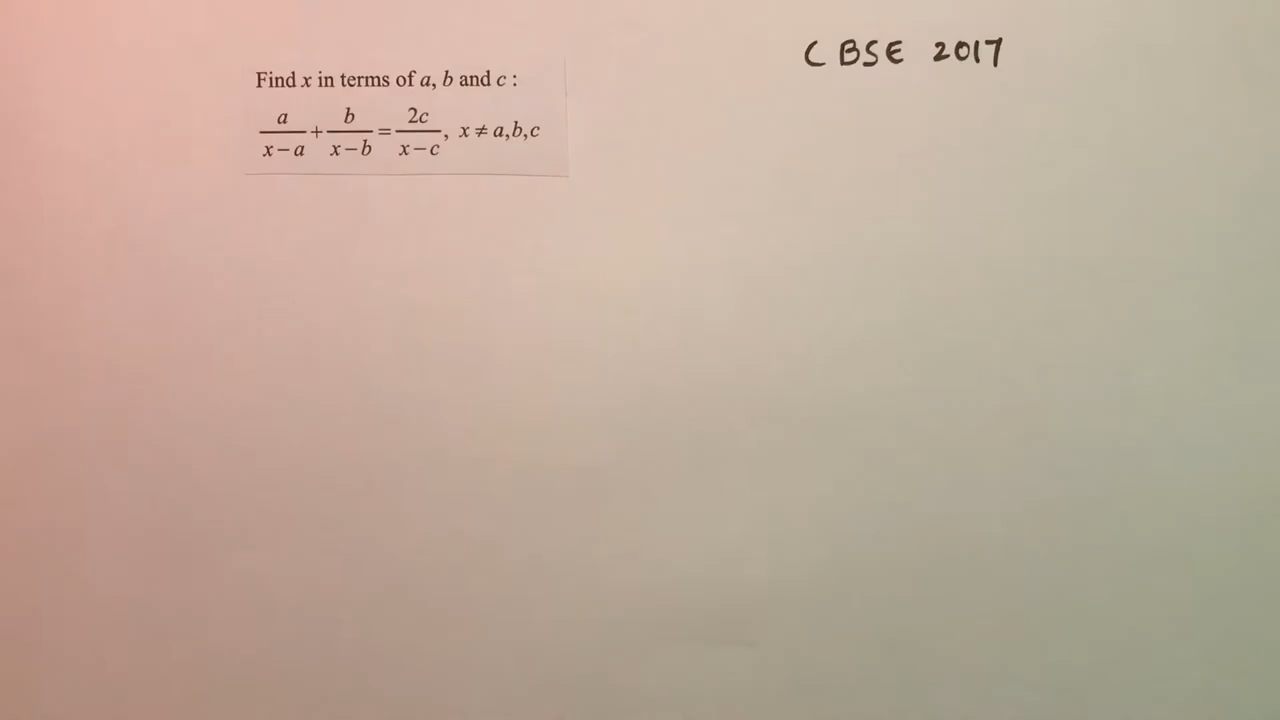 CBSE 2017
Find x in terms of a, b and c :
a/(x−a) + b/(x−b) = 2c/(x−c), x ≠ a,b,c